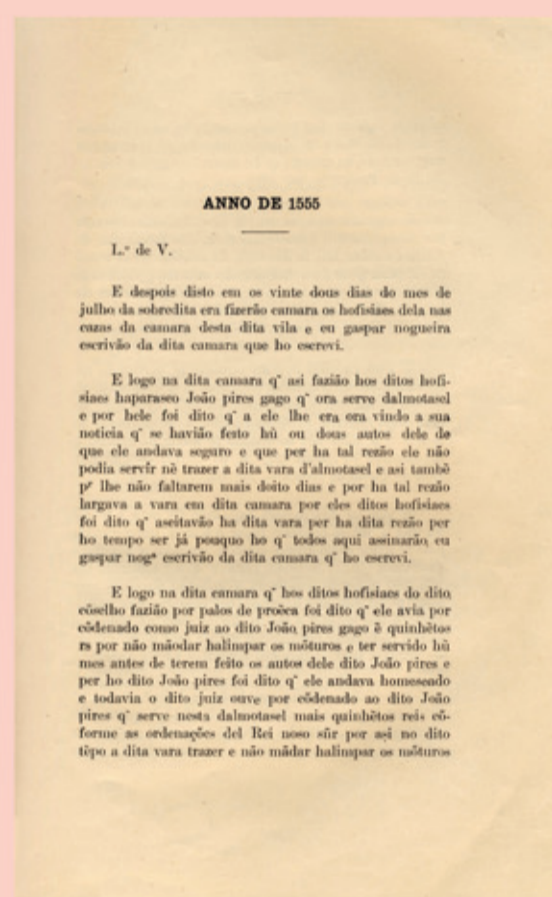 ANNO DE 1555
L.º de V.
E despois disto em os vinte dous dias do mes de
julho da sobredita era fizerão camara os hofisiaes dela nas
cazas da camara desta dita vila e eu gaspar nogueira
escrivão da dita camara que ho escrevi.
E logo na dita camara q˜ asi fazião hos ditos hofi-
siaes haparaseo João pires gago q˜ ora serve dalmotasel
e por hele foi dito q˜ a ele lhe era ora vindo a sua
noticia q˜ se havião feito hũ ou dous autos dele de
que ele andava seguro e que per ha tal rezão ele não
podia servir nẽ trazer a dita vara d'almotasel e asi tambẽ
pʳ lhe não faltarem mais doito dias e por ha tal rezão
largava a vara em dita camara por eles ditos hofisiaes
foi dito q˜ aseitavão ha dita vara per ha dita rezão per
ho tempo ser já pouquo ho q˜ todos aqui asinarão, eu
gaspar nogª escrivão da dita camara q˜ ho escrevi.
E logo na dita camara q˜ hos ditos hofisiaes do dito
cõselho fazião por palos de proẽca foi dito q˜ ele avia por
cõdenado como juiz ao dito João pires gago ẽ quinhẽtos
rs por não mãodar halimpar os mõturos e ter servido hũ
mes antes de terem feito os autos dele dito João pires e
per ho dito João pires foi dito q˜ ele andava homeseado
e todavia o dito juiz ouve por cõdenado ao dito João
pires q˜ serve nesta dalmotasel mais quinhẽtos reis cõ-
forme as ordenações del Rei noso sñr por asi no dito
tẽpo a dita vara trazer e não mãdar halimpar os mõturos